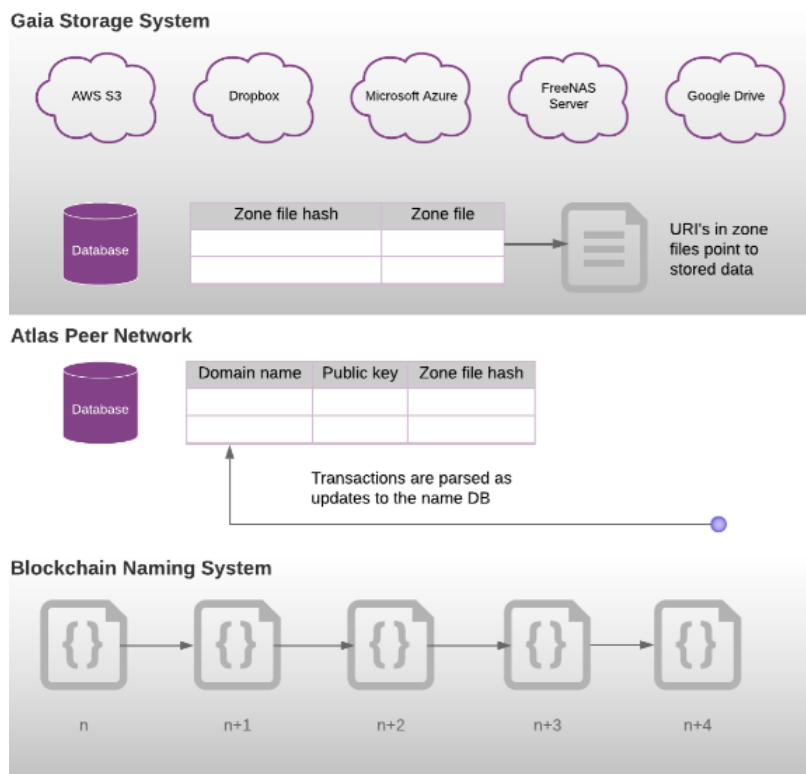 Gaia Storage System
AWS S3
Dropbox
Microsoft Azure
FreeNAS
Server
Google Drive
Database
Zone file hash
Zone file
URI's in zone
files point to
stored data
Atlas Peer Network
Database
Domain name
Public key
Zone file hash
Transactions are parsed as
updates to the name DB
Blockchain Naming System
{}
{}
{}
{}
{}
n
n+1
n+2
n+3
n+4